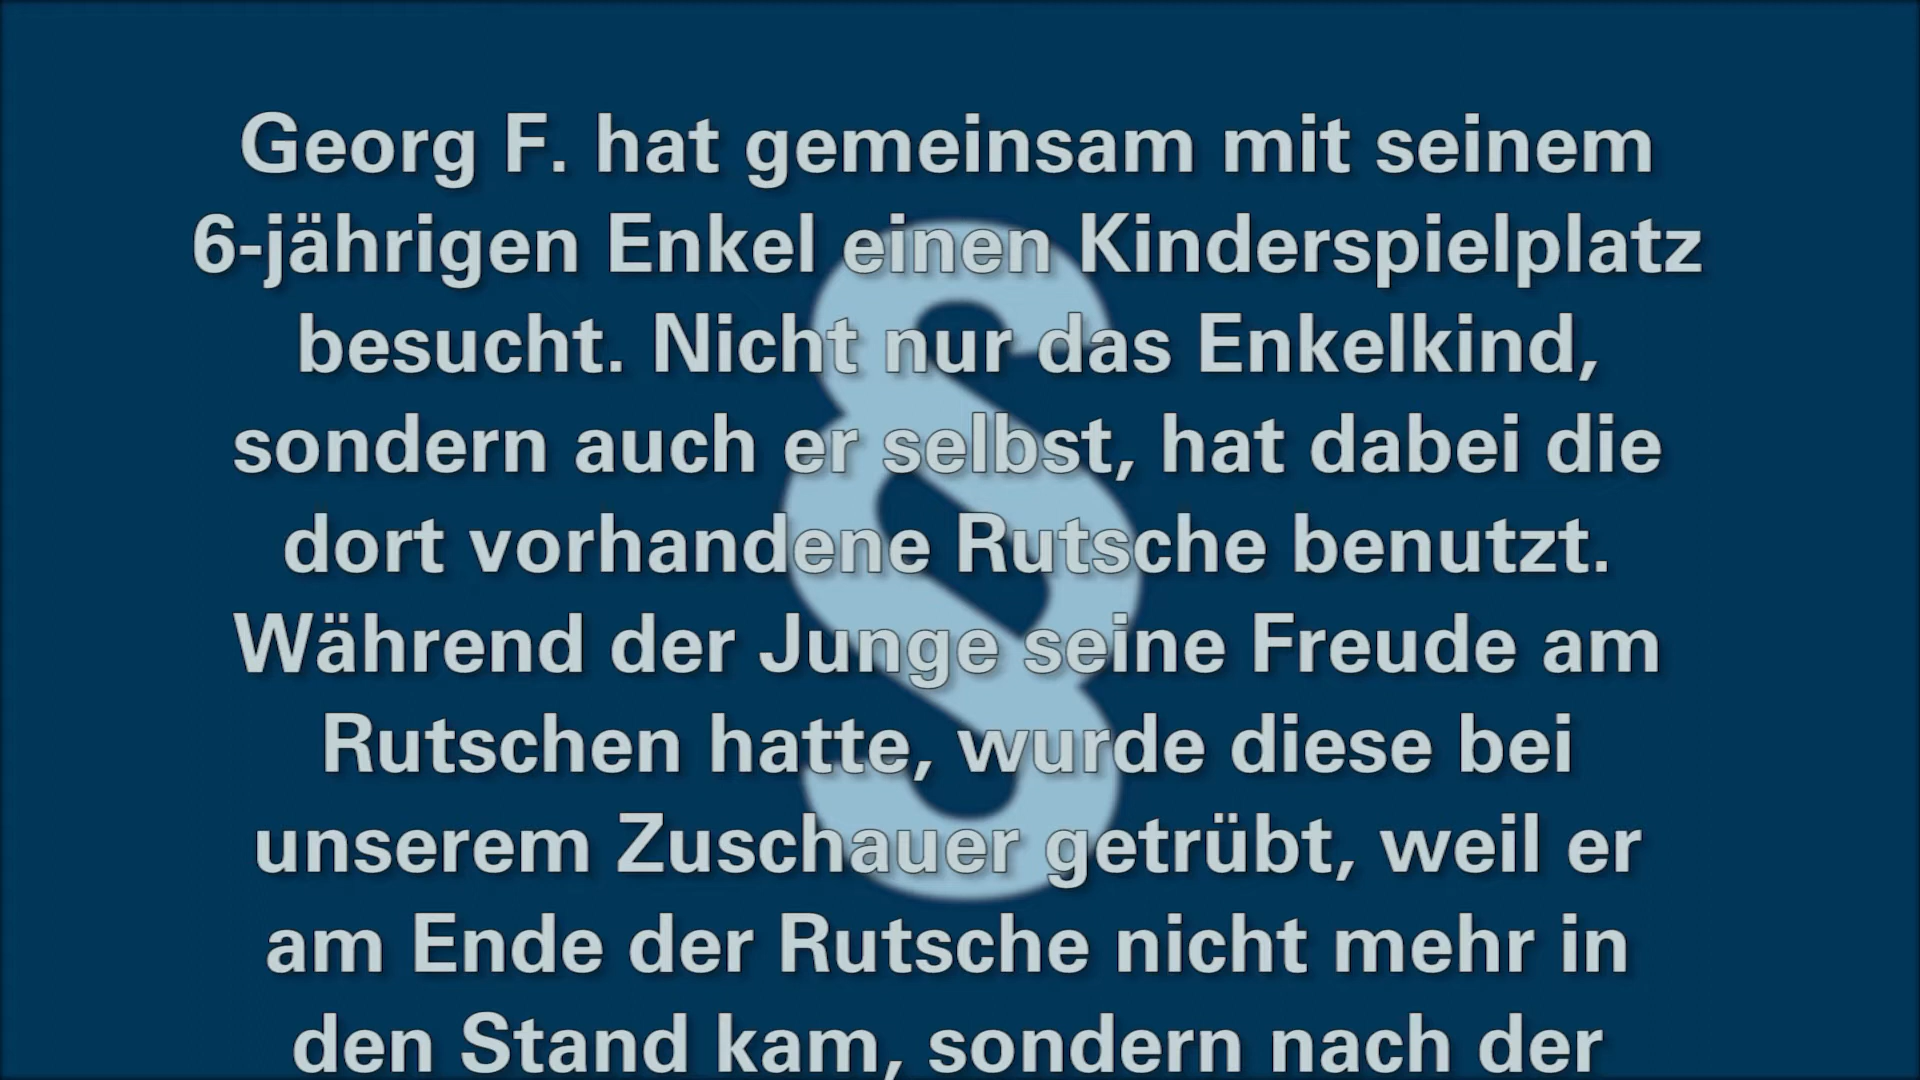 Georg F. hat gemeinsam mit seinem
6-jährigen Enkel einen Kinderspielplatz
besucht. Nicht nur das Enkelkind,
sondern auch er selbst, hat dabei die
dort vorhandene Rutsche benutzt.
Während der Junge seine Freude am
Rutschen hatte, wurde diese bei
unserem Zuschauer getrübt, weil er
am Ende der Rutsche nicht mehr in
den Stand kam, sondern nach der